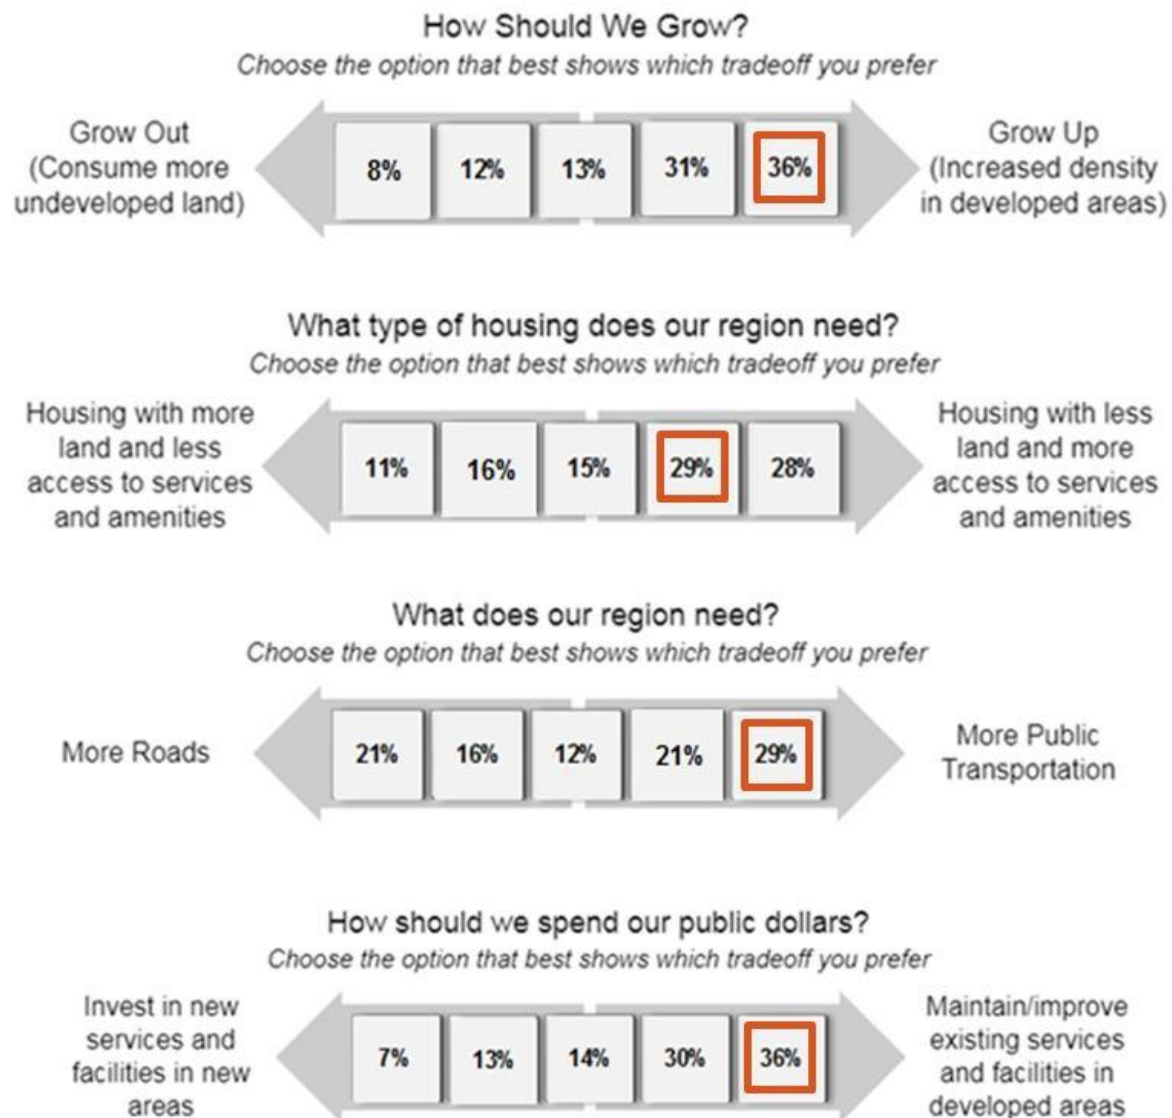 How Should We Grow?
Choose the option that best shows which tradeoff you prefer
Grow Out
(Consume more
undeveloped land)
8% 12% 13% 31% 36%
Grow Up
(Increased density
in developed areas)
What type of housing does our region need?
Choose the option that best shows which tradeoff you prefer
Housing with more
land and less
access to services
and amenities
11% 16% 15% 29% 28%
Housing with less
land and more
access to services
and amenities
What does our region need?
Choose the option that best shows which tradeoff you prefer
More Roads
21% 16% 12% 21% 29%
More Public
Transportation
How should we spend our public dollars?
Choose the option that best shows which tradeoff you prefer
Invest in new
services and
facilities in new
areas
7% 13% 14% 30% 36%
Maintain/improve
existing services
and facilities in
developed areas